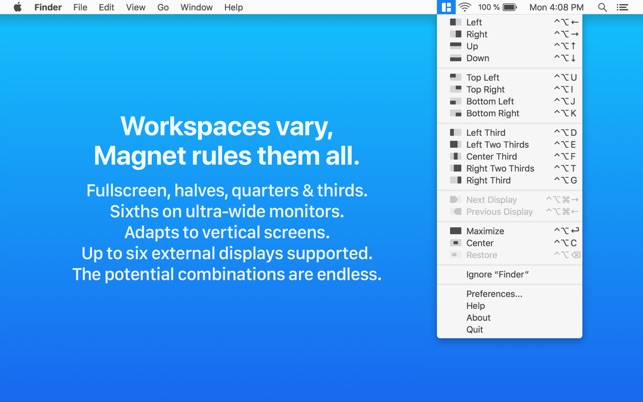 Finder File Edit View Go Window Help 100 % Mon 4:08 PM
Workspaces vary,
Magnet rules them all.
Fullscreen, halves, quarters & thirds.
Sixths on ultra-wide monitors.
Adapts to vertical screens.
Up to six external displays supported.
The potential combinations are endless.
Left ⌃⌥←
Right ⌃⌥→
Up ⌃⌥↑
Down ⌃⌥↓
Top Left ⌃⌥U
Top Right ⌃⌥I
Bottom Left ⌃⌥J
Bottom Right ⌃⌥K
Left Third ⌃⌥D
Left Two Thirds ⌃⌥E
Center Third ⌃⌥F
Right Two Thirds ⌃⌥T
Right Third ⌃⌥G
Next Display ⌃⌥⌘→
Previous Display ⌃⌥⌘←
Maximize ⌃⌥↩
Center ⌃⌥C
Restore ⌃⌥⌫
Ignore “Finder”
Preferences...
Help
About
Quit